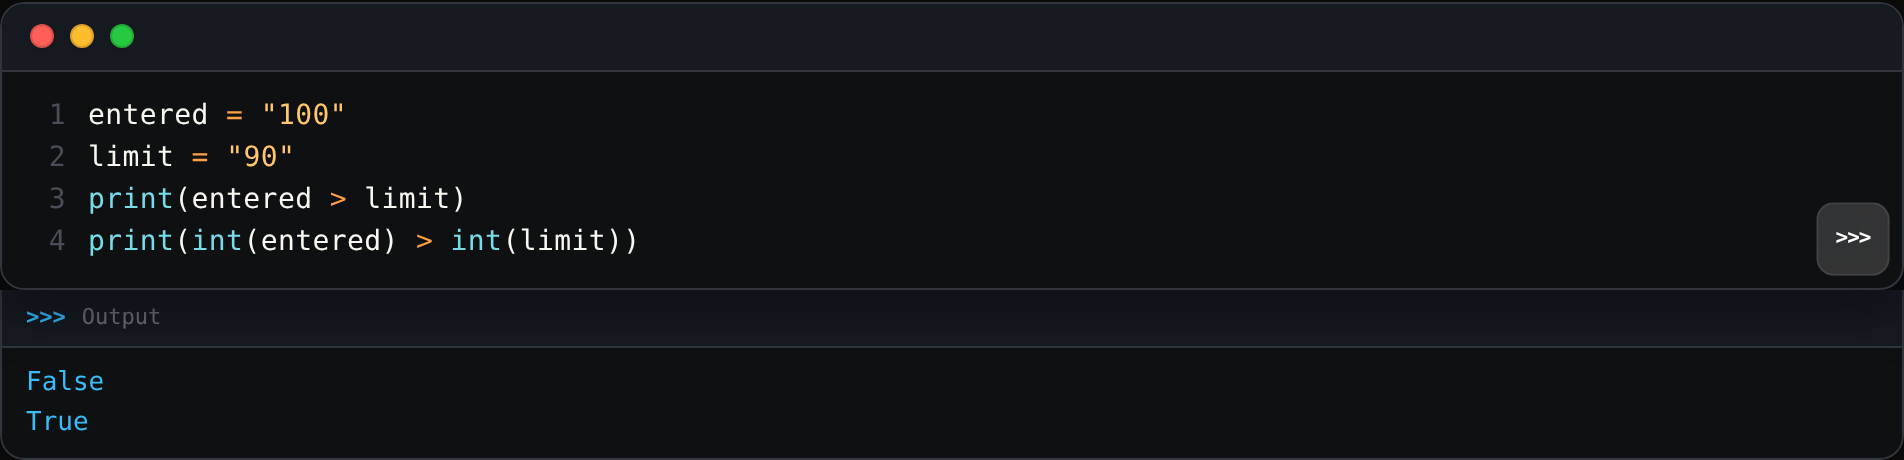 1 entered = "100"
2 limit = "90"
3 print(entered > limit)
4 print(int(entered) > int(limit))
>>>
>>> Output
False
True